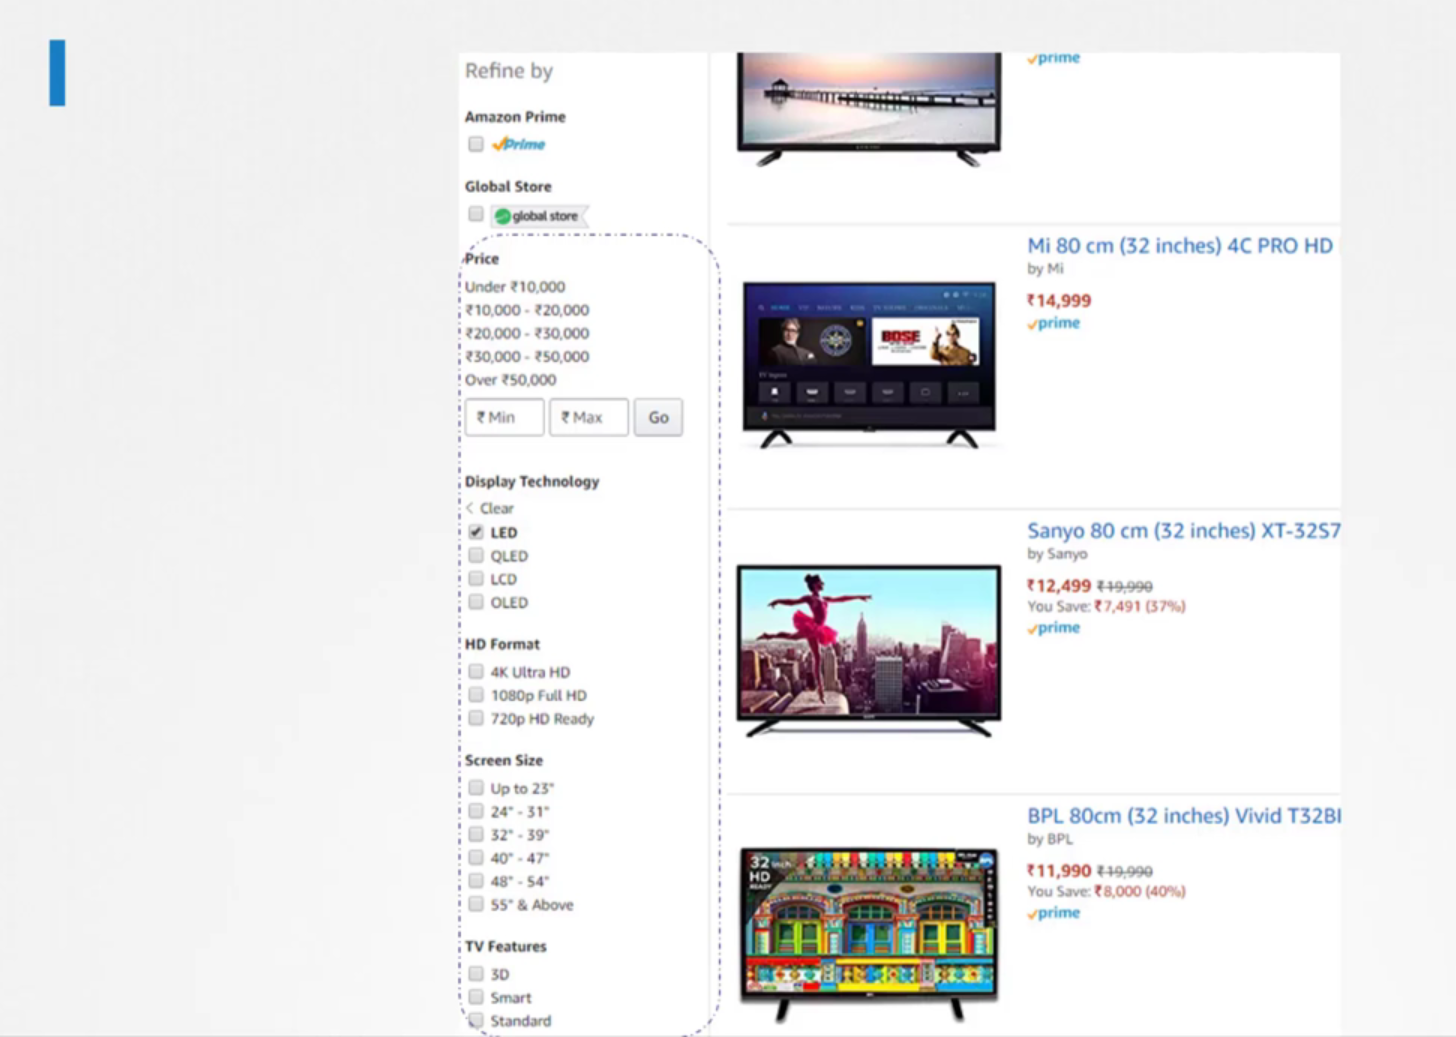 Refine by
Amazon Prime
Prime
Global Store
global store
Price
Under ₹10,000
₹10,000 - ₹20,000
₹20,000 - ₹30,000
₹30,000 - ₹50,000
Over ₹50,000
₹ Min
₹ Max
Go
Display Technology
< Clear
LED
QLED
LCD
OLED
HD Format
4K Ultra HD
1080p Full HD
720p HD Ready
Screen Size
Up to 23"
24" - 31"
32" - 39"
40" - 47"
48" - 54"
55" & Above
TV Features
3D
Smart
Standard
prime
Mi 80 cm (32 inches) 4C PRO HD
by Mi
₹14,999
prime
BOSE
Sanyo 80 cm (32 inches) XT-32S7
by Sanyo
₹12,499 ₹19,990
You Save: ₹7,491 (37%)
prime
BPL 80cm (32 inches) Vivid T32BI
by BPL
₹11,990 ₹19,990
You Save: ₹8,000 (40%)
prime
32 inch
HD
READY
BPL